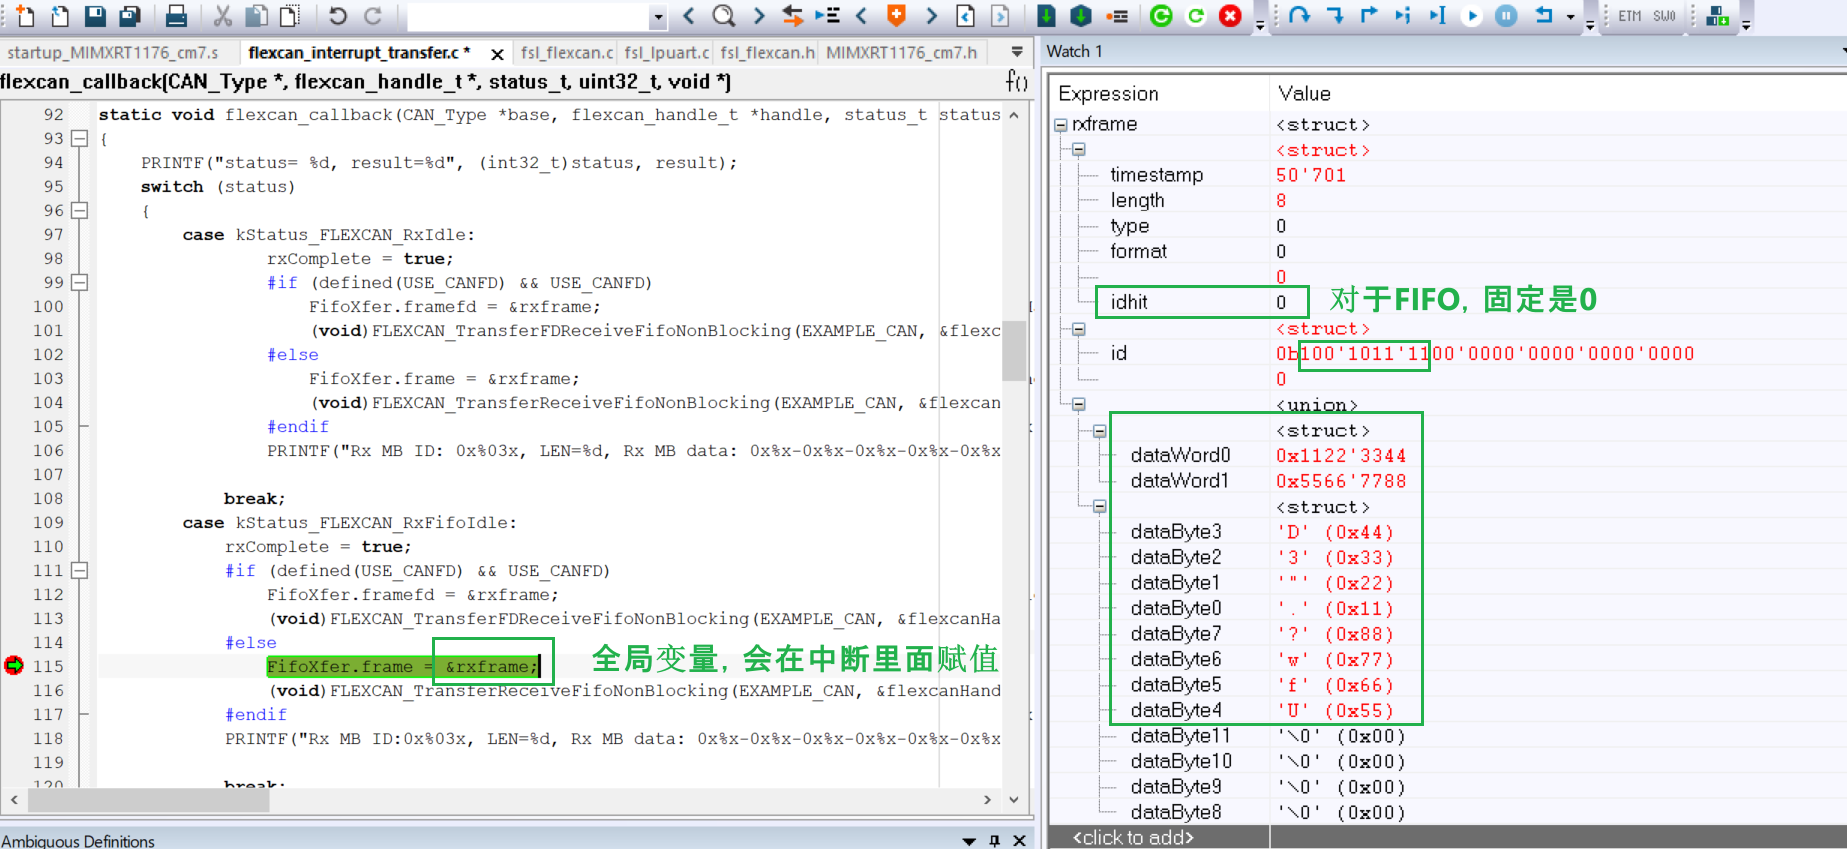 ETM SWO
startup_MIMXRT1176_cm7.s
flexcan_interrupt_transfer.c *
fsl_flexcan.c
fsl_lpuart.c
fsl_flexcan.h
MIMXRT1176_cm7.h
flexcan_callback(CAN_Type *, flexcan_handle_t *, status_t, uint32_t, void *)
f()
92 static void flexcan_callback(CAN_Type *base, flexcan_handle_t *handle, status_t status
93 {
94 PRINTF("status= %d, result=%d", (int32_t)status, result);
95 switch (status)
96 {
97 case kStatus_FLEXCAN_RxIdle:
98 rxComplete = true;
99 #if (defined(USE_CANFD) && USE_CANFD)
100 FifoXfer.framefd = &rxframe;
101 (void)FLEXCAN_TransferFDReceiveFifoNonBlocking(EXAMPLE_CAN, &flexc
102 #else
103 FifoXfer.frame = &rxframe;
104 (void)FLEXCAN_TransferReceiveFifoNonBlocking(EXAMPLE_CAN, &flexcan
105 #endif
106 PRINTF("Rx MB ID: 0x%03x, LEN=%d, Rx MB data: 0x%x-0x%x-0x%x-0x%x-0x%x-0x%x
107
108 break;
109 case kStatus_FLEXCAN_RxFifoIdle:
110 rxComplete = true;
111 #if (defined(USE_CANFD) && USE_CANFD)
112 FifoXfer.framefd = &rxframe;
113 (void)FLEXCAN_TransferFDReceiveFifoNonBlocking(EXAMPLE_CAN, &flexcanHa
114 #else
115 FifoXfer.frame = &rxframe;
全局变量, 会在中断里面赋值
116 (void)FLEXCAN_TransferReceiveFifoNonBlocking(EXAMPLE_CAN, &flexcanHand
117 #endif
118 PRINTF("Rx MB ID:0x%03x, LEN=%d, Rx MB data: 0x%x-0x%x-0x%x-0x%x-0x%x-0x%x
119
120 break;
Ambiguous Definitions
Watch 1
Expression Value
rxframe <struct>
<struct>
timestamp 50'701
length 8
type 0
format 0
0
idhit 0 对于FIFO, 固定是0
<struct>
id 0b100'1011'1100'0000'0000'0000'0000
0
<union>
<struct>
dataWord0 0x1122'3344
dataWord1 0x5566'7788
<struct>
dataByte3 'D' (0x44)
dataByte2 '3' (0x33)
dataByte1 '"' (0x22)
dataByte0 '.' (0x11)
dataByte7 '?' (0x88)
dataByte6 'w' (0x77)
dataByte5 'f' (0x66)
dataByte4 'U' (0x55)
dataByte11 '\0' (0x00)
dataByte10 '\0' (0x00)
dataByte9 '\0' (0x00)
dataByte8 '\0' (0x00)
<click to add>